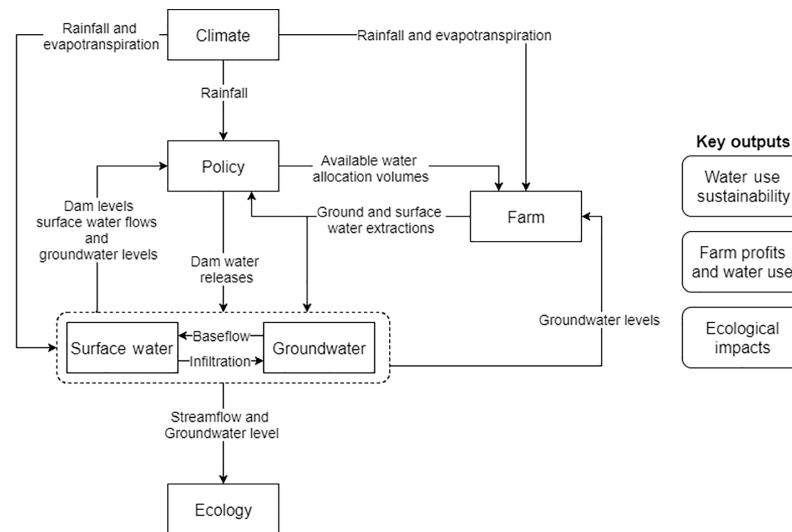 Rainfall and
evapotranspiration
Climate
Rainfall and evapotranspiration
Rainfall
Key outputs
Policy
Available water
allocation volumes
Water use
sustainability
Dam levels
surface water flows
and
groundwater levels
Ground and surface
water extractions
Farm
Dam water
releases
Farm profits
and water use
Groundwater levels
Surface water
Baseflow
Infiltration
Groundwater
Ecological
impacts
Streamflow and
Groundwater level
Ecology